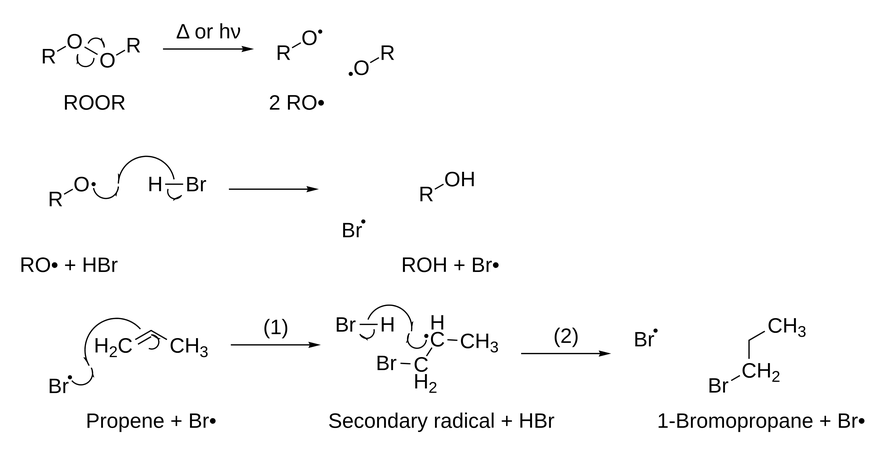 R O O R Δ or hν R O• •O R
ROOR 2 RO•
R O• H Br R OH
Br•
RO• + HBr ROH + Br•
H₂C CH₃ Br• (1) Br H H •C CH₃ Br C H₂ (2) Br• CH₃ CH₂ Br
Propene + Br• Secondary radical + HBr 1-Bromopropane + Br•